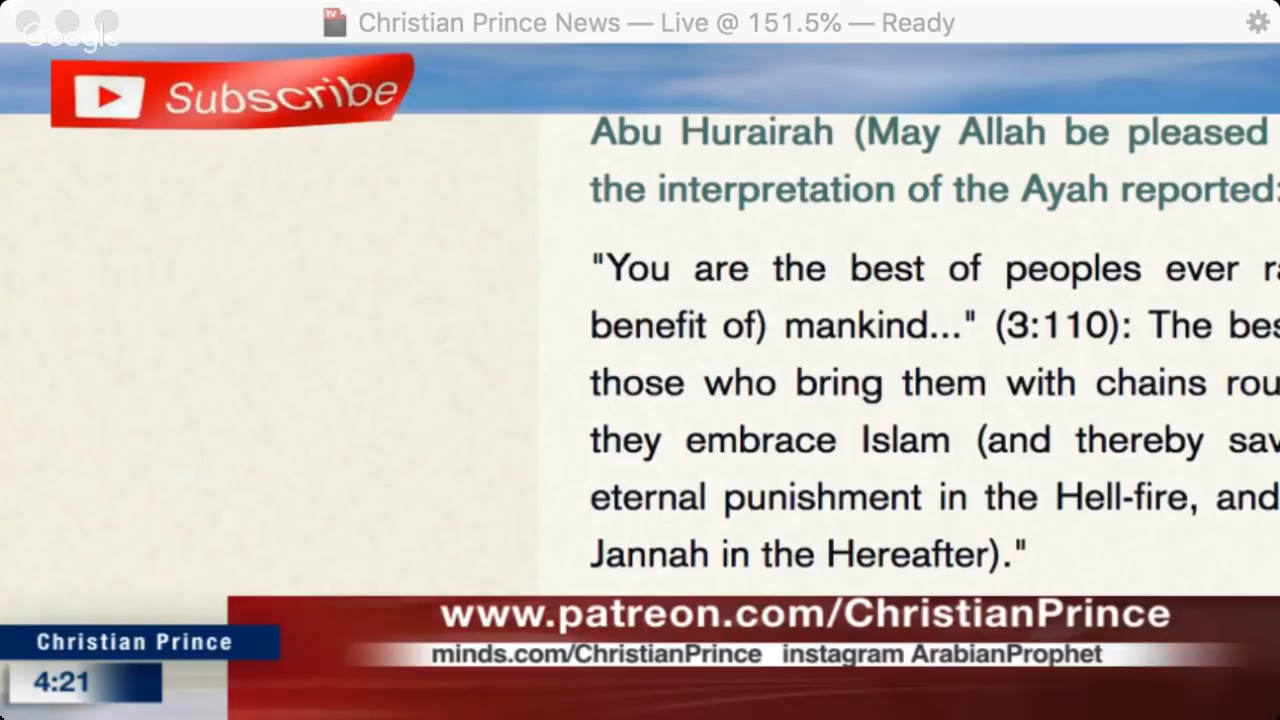 Christian Prince News — Live @ 151.5% — Ready
TV
Google
Subscribe
Abu Hurairah (May Allah be pleased
the interpretation of the Ayah reported:
"You are the best of peoples ever
benefit of) mankind..." (3:110): The
those who bring them with chains
they embrace Islam (and thereby
eternal punishment in the Hell-fire, and
Jannah in the Hereafter)."
www.patreon.com/ChristianPrince
Christian Prince
minds.com/ChristianPrince instagram ArabianProphet
4:21